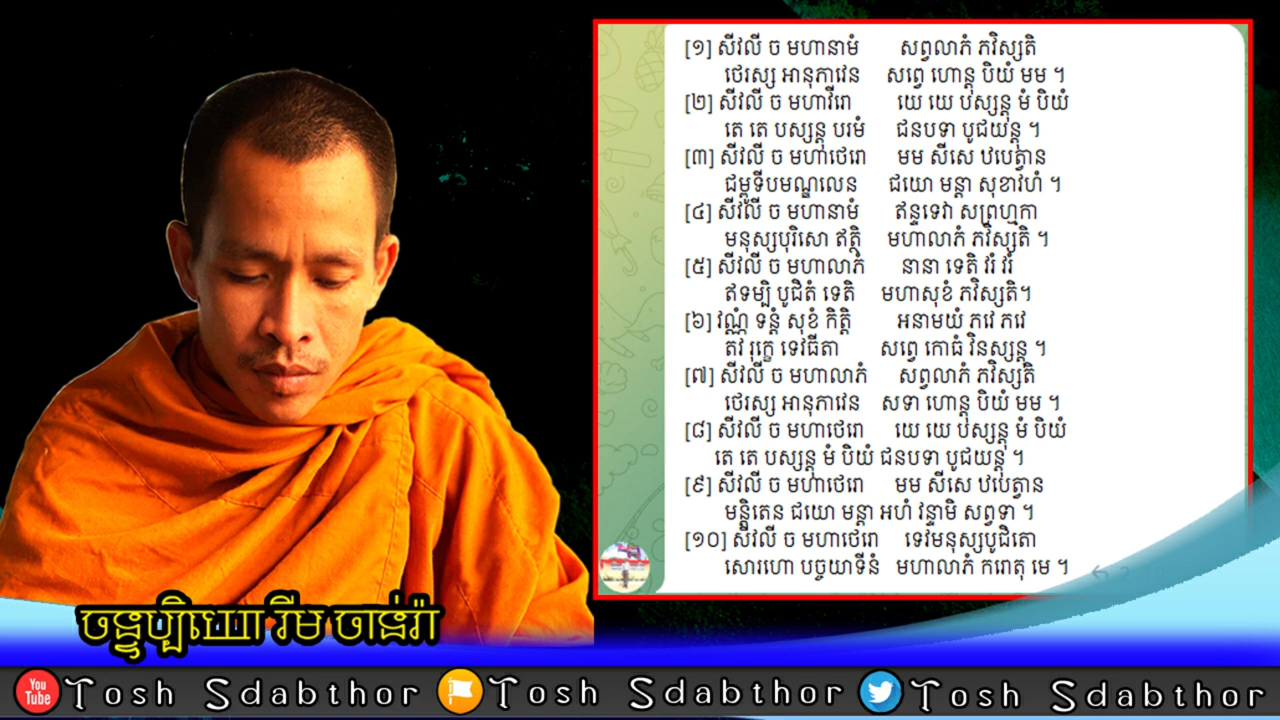 [១] សីវលី ច មហានាមំ សព្វលាភំ ភវិស្សតិ
ថេរស្ស អានុភាវេន សព្វេ ហោន្តុ បិយំ មម ។
[២] សីវលី ច មហាវីរោ យេ យេ បស្សន្តុ មំ បិយំ
តេ តេ បស្សន្តុ បរមំ ជនបទា បូជយន្តុ ។
[៣] សីវលី ច មហាថេរោ មម សីសេ ឋបេត្វាន
ជម្ពូទីបមណ្ឌលេន ជយោ មន្តា សុខាវហំ ។
[៤] សីវលី ច មហានាមំ ឥន្ទទេវា សព្រហ្មកា
មនុស្សបុរិសោ ឥត្ថិ មហាលាភំ ភវិស្សតិ ។
[៥] សីវលី ច មហាលាភំ នានា ទេតិ វរំ វរំ
ឥទម្បិ បូជិតំ ទេតិ មហាសុខំ ភវិស្សតិ។
[៦] វណ្ណំ ទន្តំ សុខំ កិត្តិ អនាមយំ ភវេ ភវេ
តវ រុក្ខេ ទេវធីតា សព្វេ កោធំ វិនស្សន្តុ ។
[៧] សីវលី ច មហាលាភំ សព្វលាភំ ភវិស្សតិ
ថេរស្ស អានុភាវេន សទា ហោន្តុ បិយំ មម ។
[៨] សីវលី ច មហាថេរោ យេ យេ បស្សន្តុ មំ បិយំ
តេ តេ បស្សន្តុ មំ បិយំ ជនបទា បូជយន្តុ ។
[៩] សីវលី ច មហាថេរោ មម សីសេ ឋបេត្វាន
មន្តិតេន ជយោ មន្តា អហំ វន្ទាមិ សព្វទា ។
[១០] សីវលី ច មហាថេរោ ទេវមនុស្សបូជិតោ
សោរហោ បច្ចយាទីនំ មហាលាភំ ករោតុ មេ ។
រីម ចាន់រ៉ា
You Tube Tosh Sdabthor Tosh Sdabthor Tosh Sdabthor